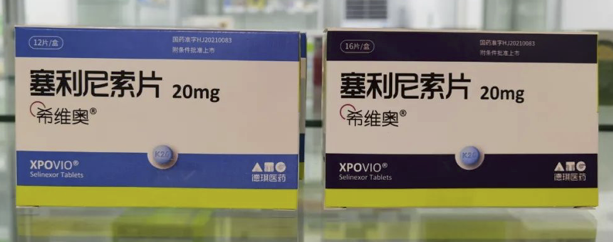 12片/盒
国药准字HJ20210083
附条件批准上市
塞利尼索片 20mg
希维奥®
K20
XPOVIO®
Selinexor Tablets
德琪医药
16片/盒
国药准字HJ20210083
附条件批准上市
塞利尼索片 20mg
希维奥®
K20
XPOVIO®
Selinexor Tablets
德琪医药